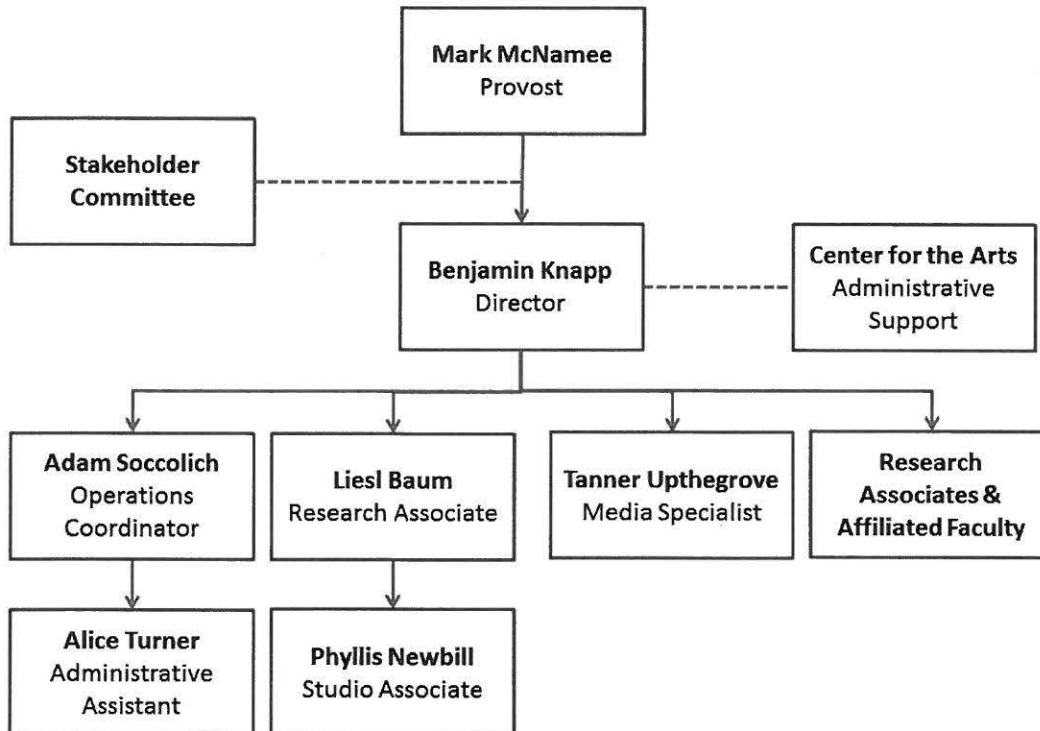 Mark McNamee
Provost
Stakeholder
Committee
Benjamin Knapp
Director
Center for the Arts
Administrative
Support
Adam Soccolich
Operations
Coordinator
Liesl Baum
Research Associate
Tanner Upthegrove
Media Specialist
Research
Associates &
Affiliated Faculty
Alice Turner
Administrative
Assistant
Phyllis Newbill
Studio Associate